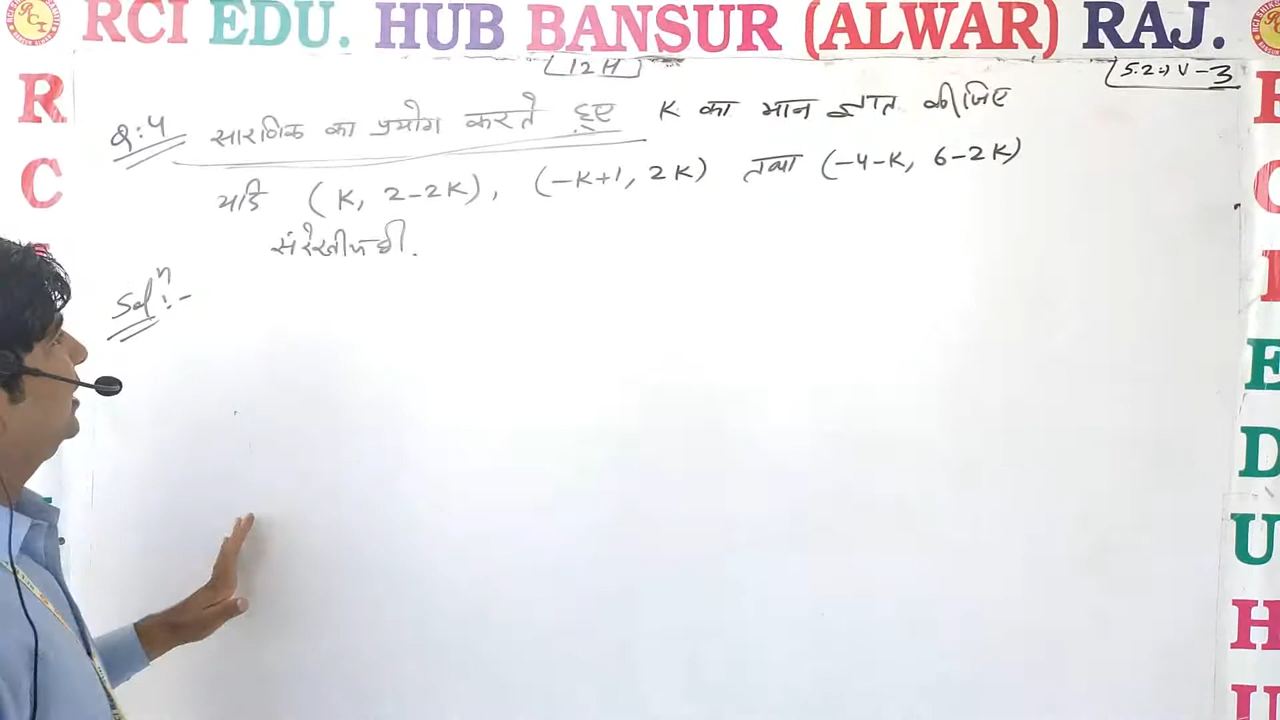 RCI EDU. HUB BANSUR (ALWAR) RAJ.
12 H
5.2 => V-3
Q:4 सारणिक का प्रयोग करते हुए K का मान ज्ञात कीजिए
यदि (K, 2-2K), (-K+1, 2K) तथा (-4-K, 6-2K)
संरेखीय हो.
Solⁿ:-
R
C
E
C
I
E
D
U
H
U